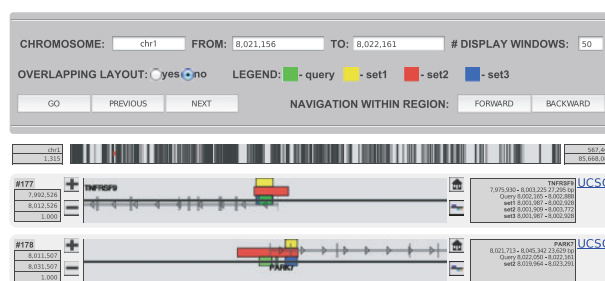 CHROMOSOME: chr1 FROM: 8,021,156 TO: 8,022,161 # DISPLAY WINDOWS: 50
OVERLAPPING LAYOUT: yes no LEGEND: - query - set1 - set2 - set3
GO PREVIOUS NEXT NAVIGATION WITHIN REGION: FORWARD BACKWARD
chr1 567,4
1,315 85,668,0
#177 TNFRSF9 TNFRSF9 UCSC
7,992,526 7,975,930 - 8,003,225 27,295 bp
Query 8,002,165 - 8,002,888
8,012,526 set1 8,001,987 - 8,002,928
set2 8,001,909 - 8,003,772
1.000 set3 8,001,987 - 8,002,928
#178 PARK7 UCSC
8,011,507 8,021,713 - 8,045,342 23,629 bp
Query 8,022,050 - 8,022,161
8,031,507 PARK7 set2 8,019,964 - 8,023,291
1.000